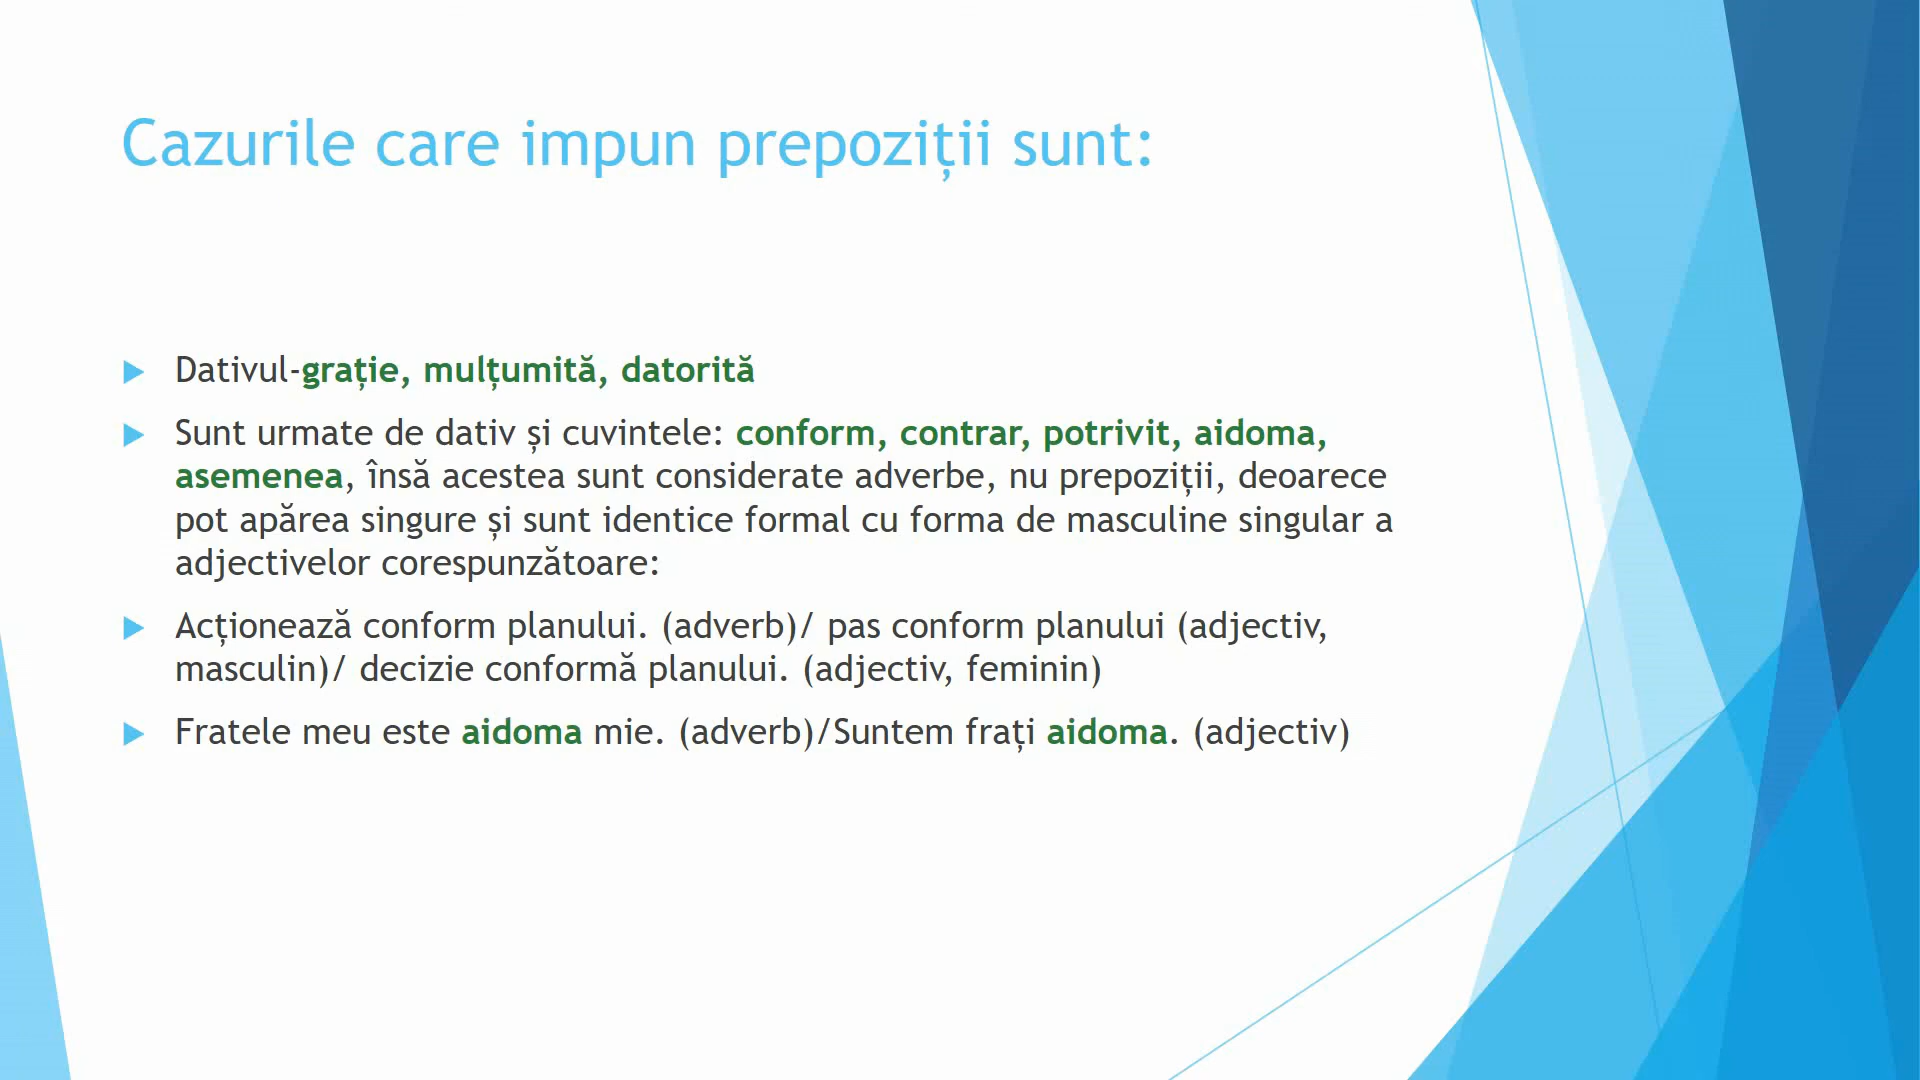 Cazurile care impun prepoziții sunt:
Dativul-grație, mulțumită, datorită
Sunt urmate de dativ și cuvintele: conform, contrar, potrivit, aidoma,
asemenea, însă acestea sunt considerate adverbe, nu prepoziții, deoarece
pot apărea singure și sunt identice formal cu forma de masculine singular a
adjectivelor corespunzătoare:
Acționează conform planului. (adverb)/ pas conform planului (adjectiv,
masculin)/ decizie conformă planului. (adjectiv, feminin)
Fratele meu este aidoma mie. (adverb)/Suntem frați aidoma. (adjectiv)